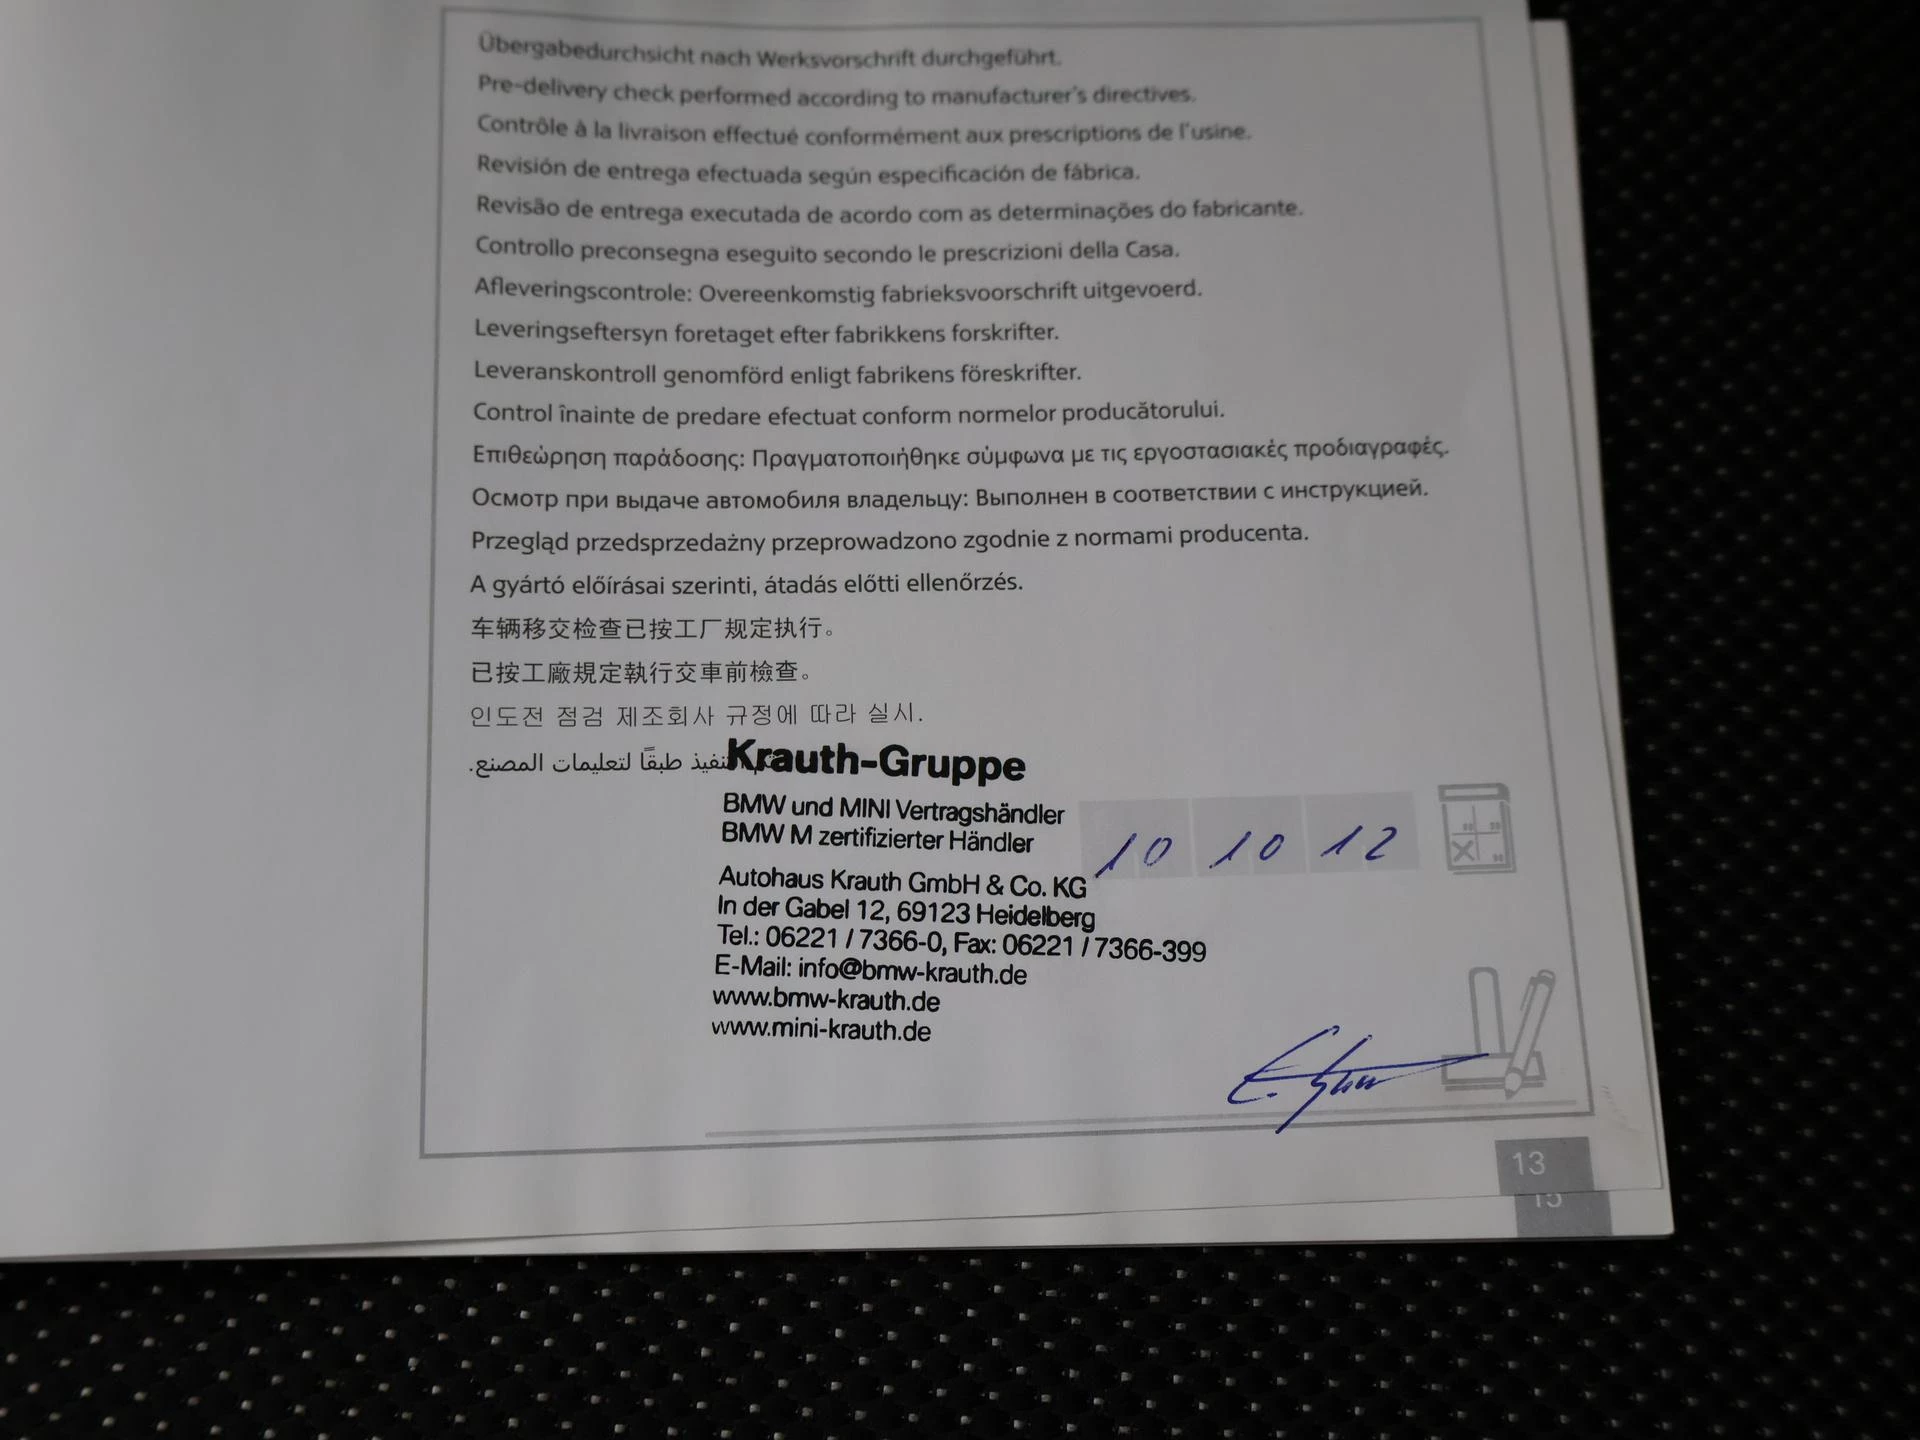 Übergabedurchsicht nach Werksvorschrift durchgeführt.
Pre-delivery check performed according to manufacturer's directives.
Contrôle à la livraison effectué conformément aux prescriptions de l'usine.
Revisión de entrega efectuada según especificación de fábrica.
Revisão de entrega executada de acordo com as determinações do fabricante.
Controllo preconsegna eseguito secondo le prescrizioni della Casa.
Afleveringscontrole: Overeenkomstig fabrieksvoorschrift uitgevoerd.
Leveringseftersyn foretaget efter fabrikkens forskrifter.
Leveranskontroll genomförd enligt fabrikens föreskrifter.
Control înainte de predare efectuat conform normelor producătorului.
Επιθεώρηση παράδοσης: Πραγματοποιήθηκε σύμφωνα με τις εργοστασιακές προδιαγραφές.
Осмотр при выдаче автомобиля владельцу: Выполнен в соответствии с инструкцией.
Przegląd przedsprzedażny przeprowadzono zgodnie z normami producenta.
A gyártó előírásai szerinti, átadás előtti ellenőrzés.
车辆移交检查已按工厂规定执行。
已按工廠規定執行交車前檢查。
인도전 점검 제조회사 규정에 따라 실시.
طبقًا لتعليمات المصنع.
Krauth-Gruppe
BMW und MINI Vertragshändler
BMW M zertifizierter Händler
10 10 12
Autohaus Krauth GmbH & Co. KG
In der Gabel 12, 69123 Heidelberg
Tel.: 06221 / 7366-0, Fax: 06221 / 7366-399
E-Mail: info@bmw-krauth.de
www.bmw-krauth.de
www.mini-krauth.de
13
15